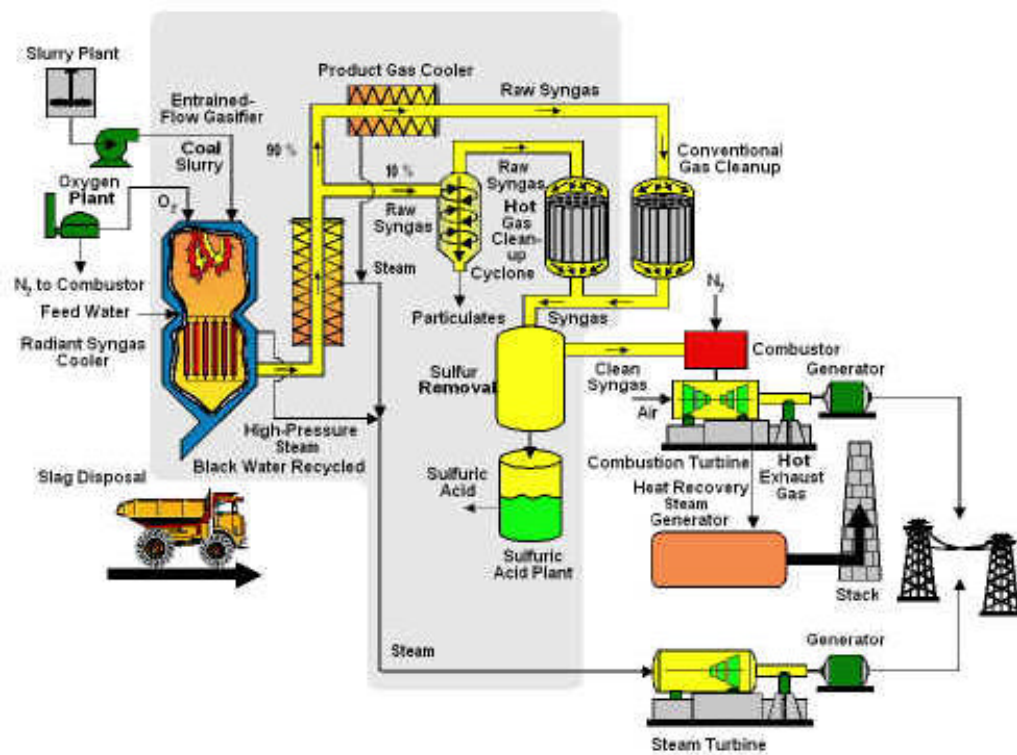 Slurry Plant
Product Gas Cooler
Raw Syngas
Entrained-
Flow Gasifier
Coal
Slurry
90 %
10 %
Raw
Syngas
Conventional
Gas Cleanup
Oxygen
Plant
O2
Raw
Syngas
Hot
Gas
Clean-
up
Cyclone
Steam
N2 to Combustor
Feed Water
Radiant Syngas
Cooler
Particulates
Syngas
N2
Combustor
Sulfur
Removal
Clean
Syngas
Air
Generator
High-Pressure
Steam
Black Water Recycled
Slag Disposal
Sulfuric
Acid
Combustion Turbine
Hot
Exhaust
Gas
Heat Recovery
Steam
Generator
Sulfuric
Acid Plant
Stack
Steam
Generator
Steam Turbine